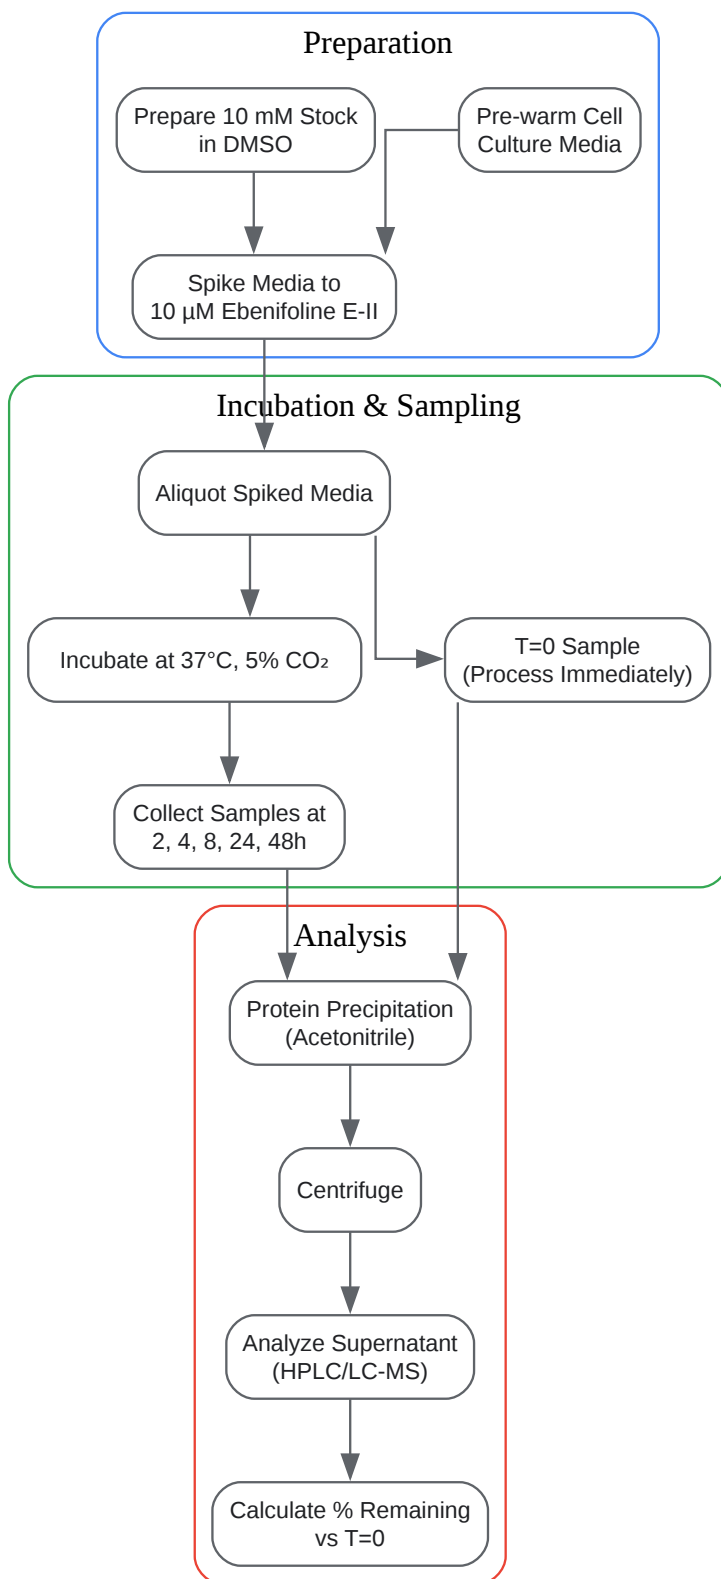 Preparation
Prepare 10 mM Stock
in DMSO
Pre-warm Cell
Culture Media
Spike Media to
10 µM Ebenifoline E-II
Incubation & Sampling
Aliquot Spiked Media
Incubate at 37°C, 5% CO₂
T=0 Sample
(Process Immediately)
Collect Samples at
2, 4, 8, 24, 48h
Analysis
Protein Precipitation
(Acetonitrile)
Centrifuge
Analyze Supernatant
(HPLC/LC-MS)
Calculate % Remaining
vs T=0